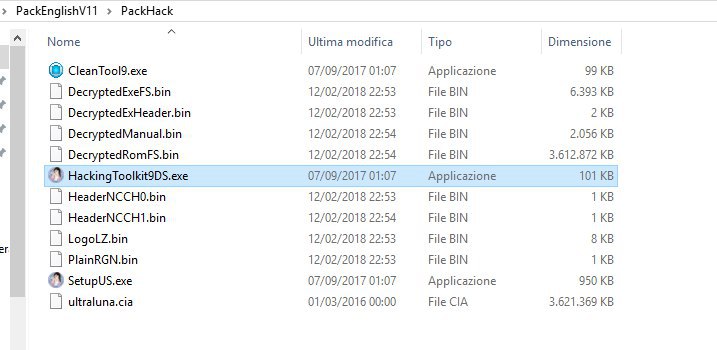 PackEnglishV11 > PackHack
Nome Ultima modifica Tipo Dimensione
CleanTool9.exe 07/09/2017 01:07 Applicazione 99 KB
DecryptedExeFS.bin 12/02/2018 22:53 File BIN 6.393 KB
DecryptedExHeader.bin 12/02/2018 22:53 File BIN 2 KB
DecryptedManual.bin 12/02/2018 22:54 File BIN 2.056 KB
DecryptedRomFS.bin 12/02/2018 22:54 File BIN 3.612.872 KB
HackingToolkit9DS.exe 07/09/2017 01:07 Applicazione 101 KB
HeaderNCCH0.bin 12/02/2018 22:53 File BIN 1 KB
HeaderNCCH1.bin 12/02/2018 22:54 File BIN 1 KB
LogoLZ.bin 12/02/2018 22:53 File BIN 8 KB
PlainRGN.bin 12/02/2018 22:53 File BIN 1 KB
SetupUS.exe 07/09/2017 01:07 Applicazione 950 KB
ultraluna.cia 01/03/2016 00:00 File CIA 3.621.369 KB
er